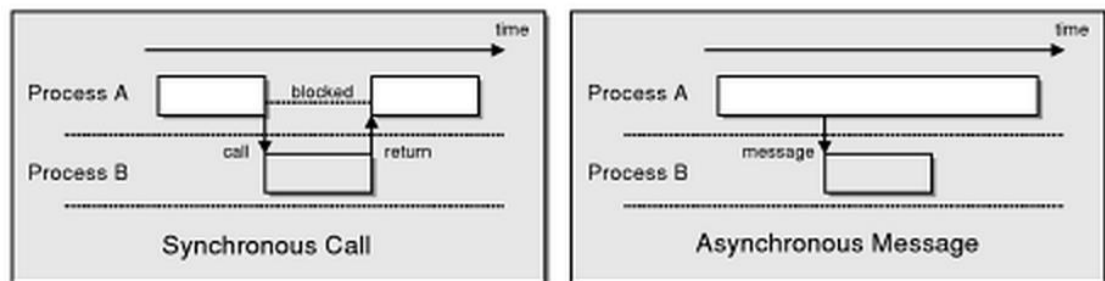 time
Process A
blocked
call
return
Process B
Synchronous Call
time
Process A
message
Process B
Asynchronous Message